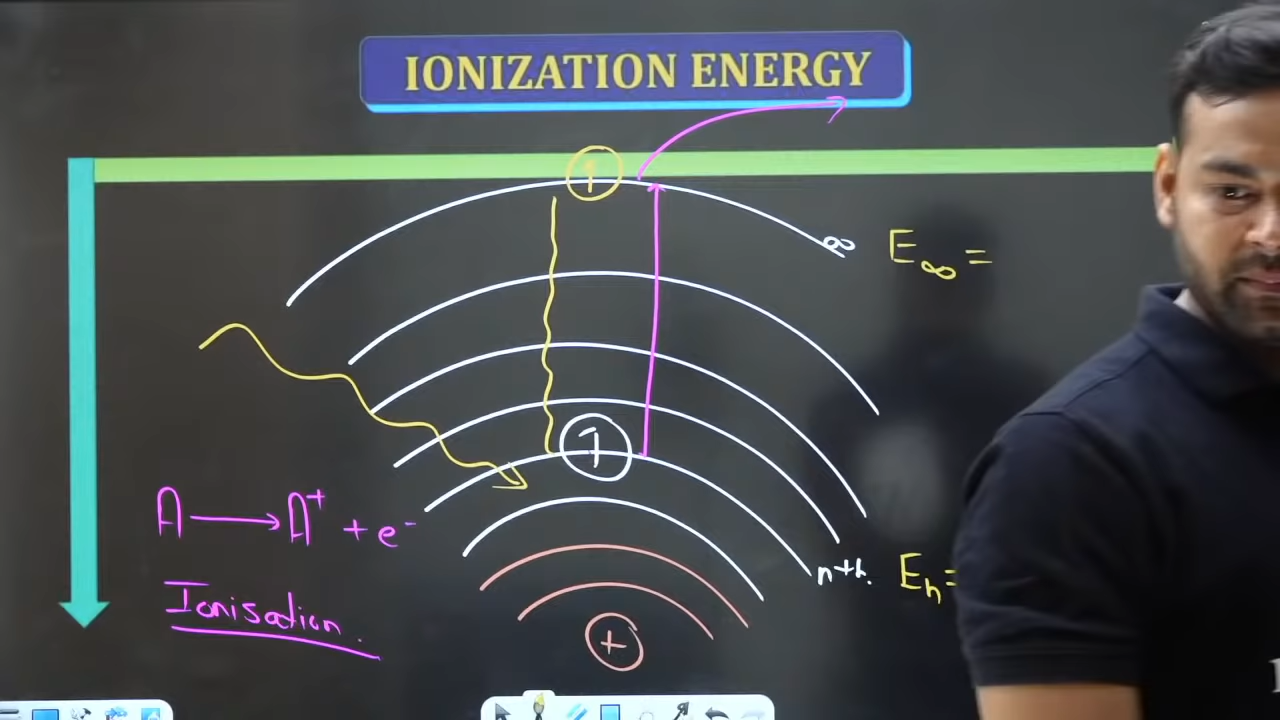 IONIZATION ENERGY
∞
E∞ =
A ⟶ A⁺ + e⁻
nth.
En =
Ionisation.
+